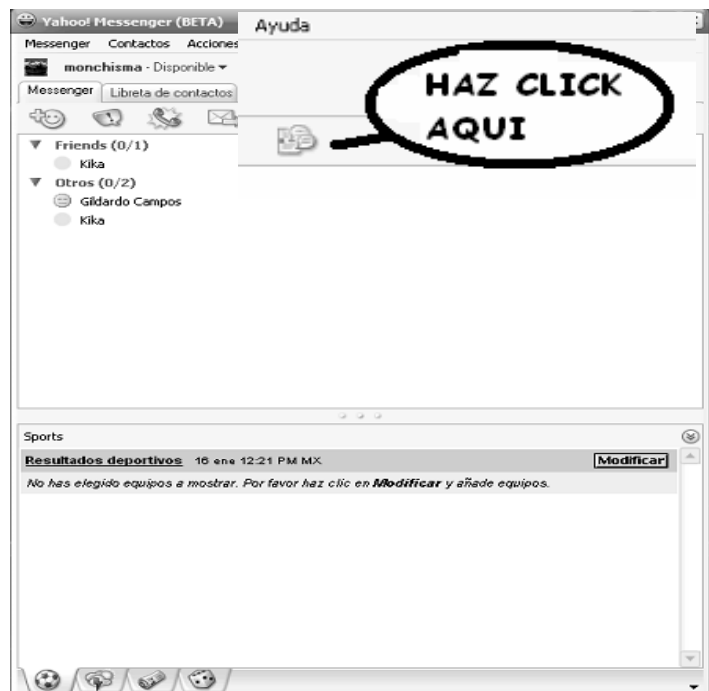 Yahoo! Messenger (BETA)
Ayuda
Messenger Contactos Acciones
monchisma - Disponible
Messenger Libreta de contactos
HAZ CLICK
AQUI
Friends (0/1)
Kika
Otros (0/2)
Gildardo Campos
Kika
Sports
Resultados deportivos 16 ene 12:21 PM MX Modificar
No has elegido equipos a mostrar. Por favor haz clic en Modificar y añade equipos.